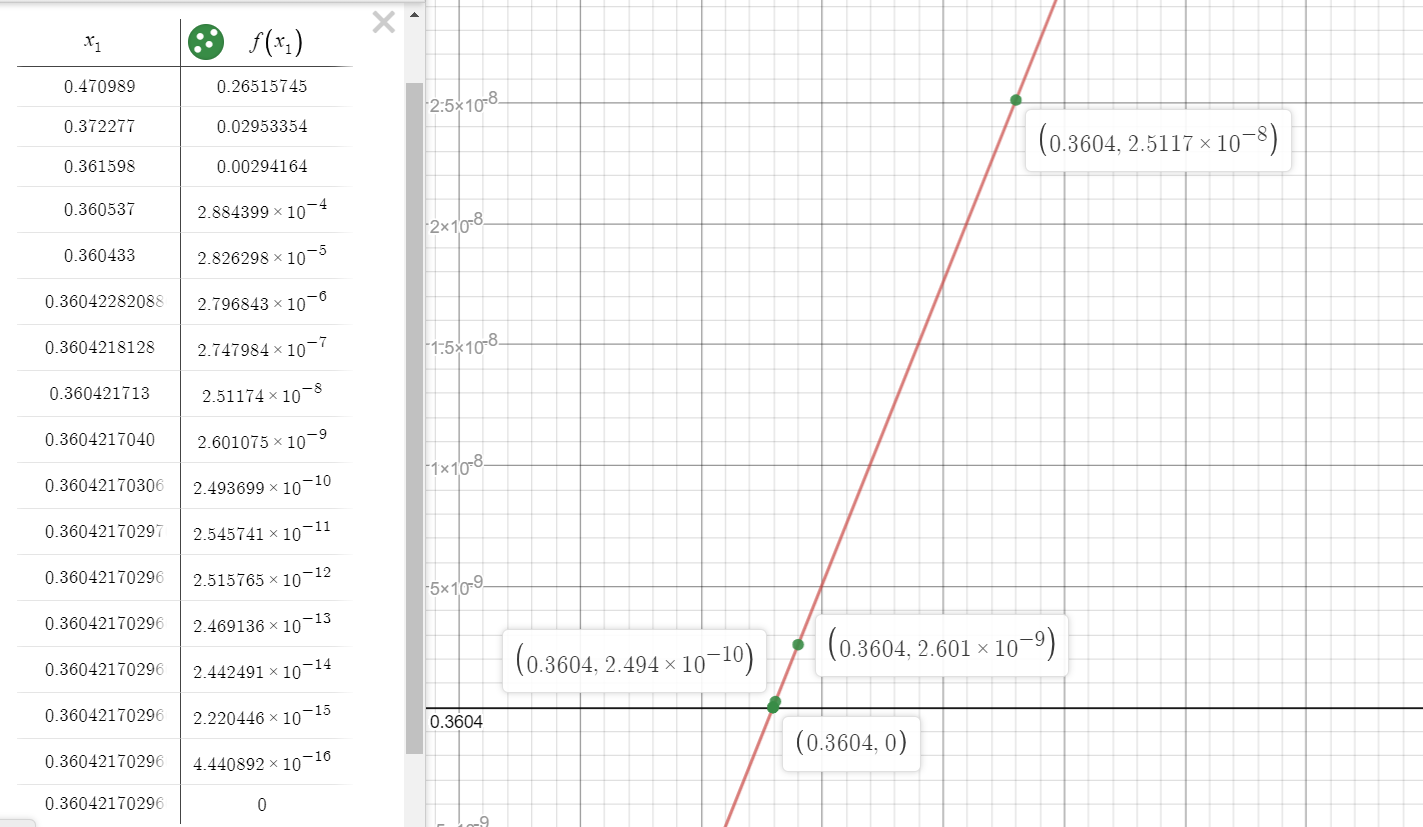 x₁ f(x₁)
0.470989 0.26515745
0.372277 0.02953354
0.361598 0.00294164
0.360537 2.884399 × 10⁻⁴
0.360433 2.826298 × 10⁻⁵
0.36042282088 2.796843 × 10⁻⁶
0.3604218128 2.747984 × 10⁻⁷
0.360421713 2.51174 × 10⁻⁸
0.3604217040 2.601075 × 10⁻⁹
0.36042170306 2.493699 × 10⁻¹⁰
0.36042170297 2.545741 × 10⁻¹¹
0.36042170296 2.515765 × 10⁻¹²
0.36042170296 2.469136 × 10⁻¹³
0.36042170296 2.442491 × 10⁻¹⁴
0.36042170296 2.220446 × 10⁻¹⁵
0.36042170296 4.440892 × 10⁻¹⁶
0.36042170296 0
2.5×10⁻⁸
(0.3604, 2.5117 × 10⁻⁸)
2×10⁻⁸
1.5×10⁻⁸
1×10⁻⁸
5×10⁻⁹
(0.3604, 2.494 × 10⁻¹⁰)
(0.3604, 2.601 × 10⁻⁹)
0.3604
(0.3604, 0)